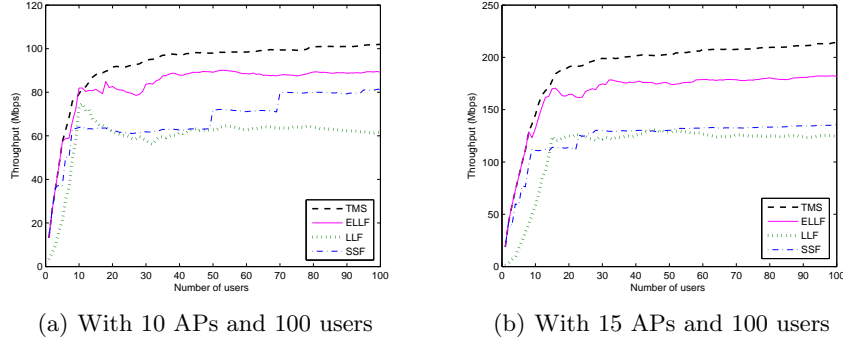 120
100
80
60
40
20
0
Throughput (Mbps)
0 10 20 30 40 50 60 70 80 90 100
Number of users
TMS
ELLF
LLF
SSF
(a) With 10 APs and 100 users
250
200
150
100
50
0
Throughput (Mbps)
0 10 20 30 40 50 60 70 80 90 100
Number of users
TMS
ELLF
LLF
SSF
(b) With 15 APs and 100 users